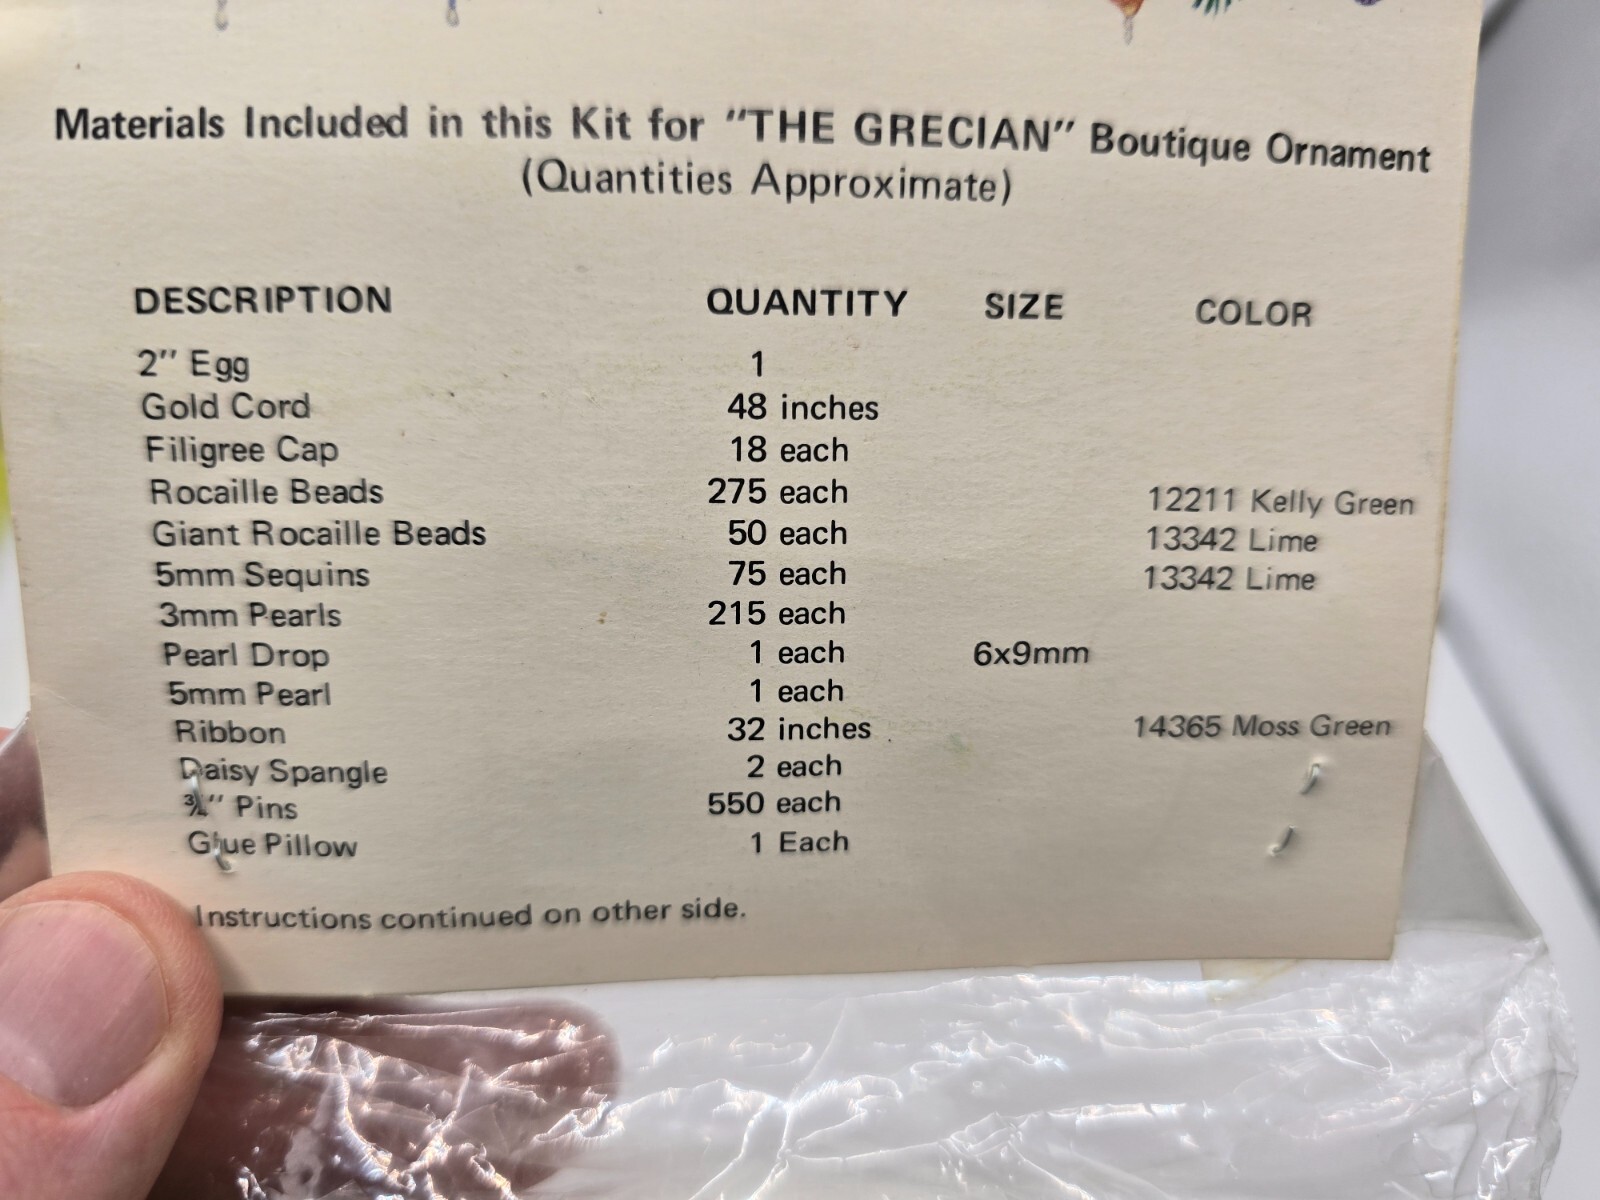 Materials Included in this Kit for "THE GRECIAN" Boutique Ornament
(Quantities Approximate)
DESCRIPTION QUANTITY SIZE COLOR
2" Egg 1
Gold Cord 48 inches
Filigree Cap 18 each
Rocaille Beads 275 each 12211 Kelly Green
Giant Rocaille Beads 50 each 13342 Lime
5mm Sequins 75 each 13342 Lime
3mm Pearls 215 each
Pearl Drop 1 each 6x9mm
5mm Pearl 1 each
Ribbon 32 inches 14365 Moss Green
Daisy Spangle 2 each
¾" Pins 550 each
Glue Pillow 1 Each
Instructions continued on other side.